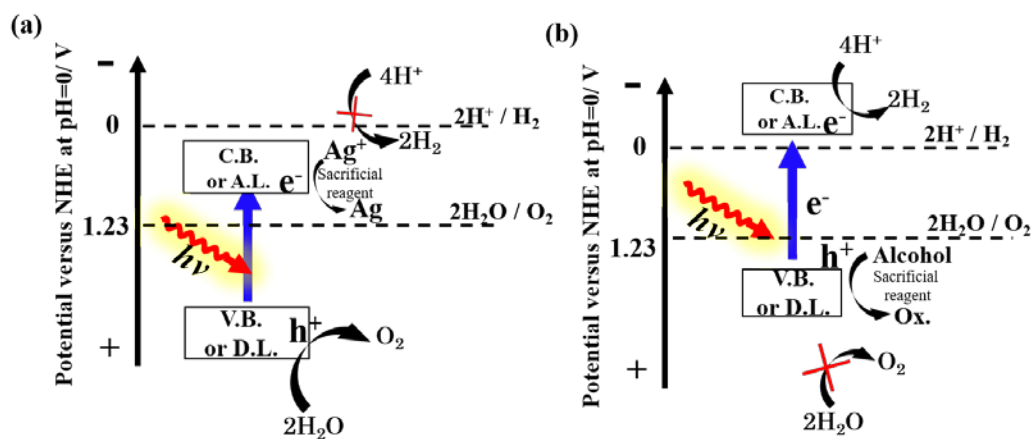 (a)
Potential versus NHE at pH=0/ V
−
0
1.23
+
4H⁺
2H₂
2H⁺ / H₂
C.B.
or A.L. e⁻
Ag⁺
Sacrificial
reagent
Ag
2H₂O / O₂
hν
V.B.
or D.L.
h⁺
O₂
2H₂O
(b)
Potential versus NHE at pH=0/ V
−
0
1.23
+
4H⁺
2H₂
C.B.
or A.L. e⁻
2H⁺ / H₂
hν
e⁻
2H₂O / O₂
h⁺
Alcohol
Sacrificial
reagent
Ox.
V.B.
or D.L.
O₂
2H₂O